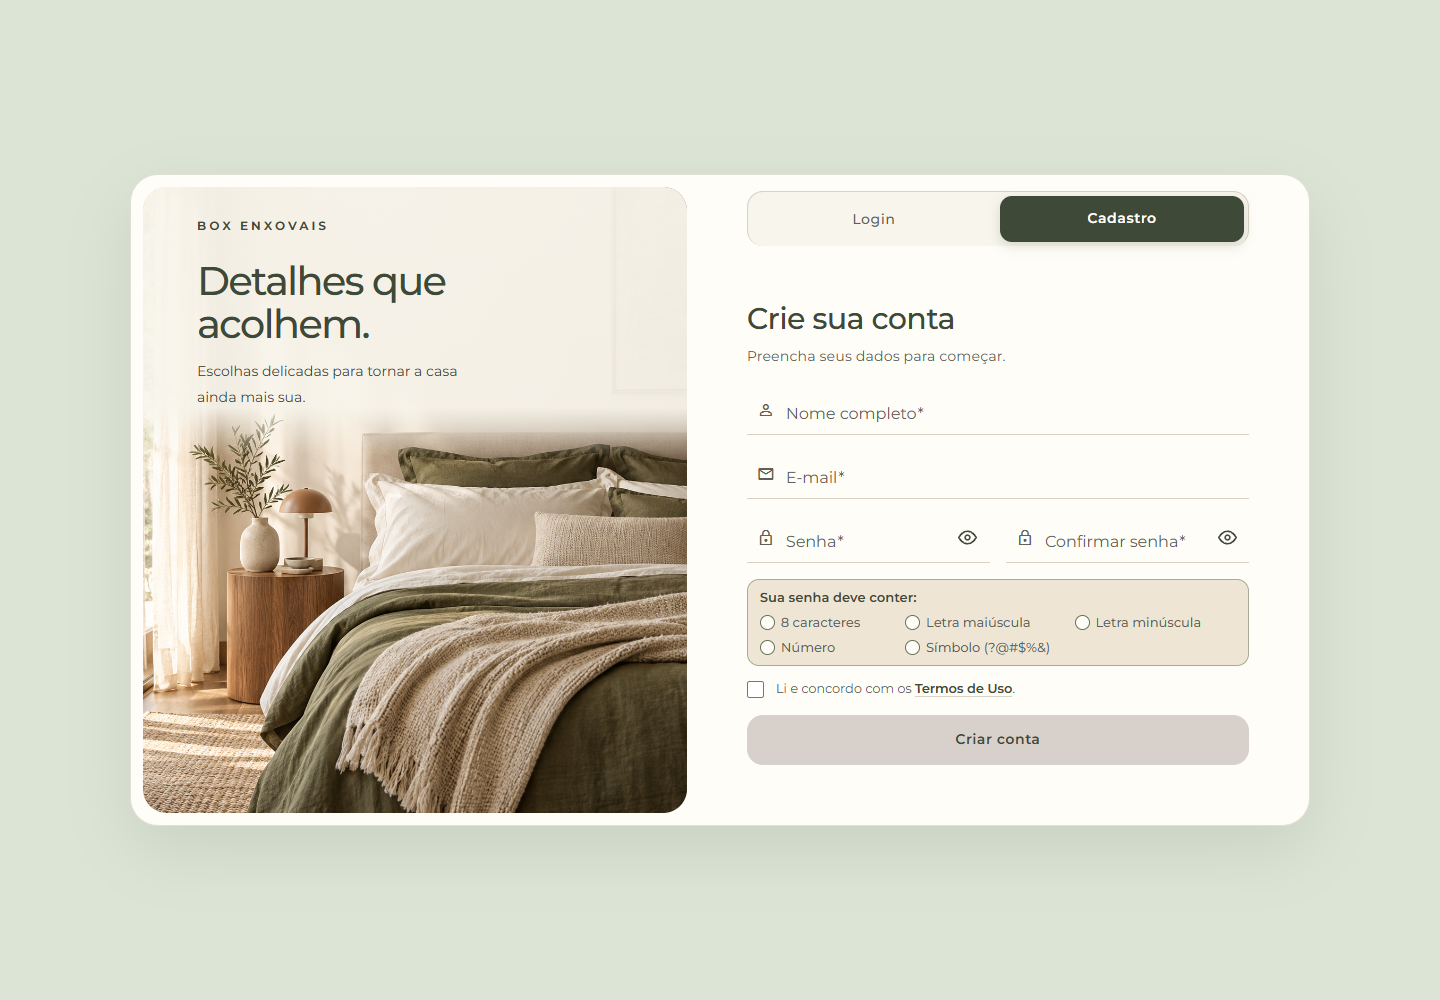 BOX ENXOVAIS
Detalhes que
acolhem.
Escolhas delicadas para tornar a casa
ainda mais sua.
Login
Cadastro
Crie sua conta
Preencha seus dados para começar.
Nome completo*
E-mail*
Senha*
Confirmar senha*
Sua senha deve conter:
8 caracteres
Letra maiúscula
Letra minúscula
Número
Símbolo (?@#$%&)
Li e concordo com os Termos de Uso.
Criar conta